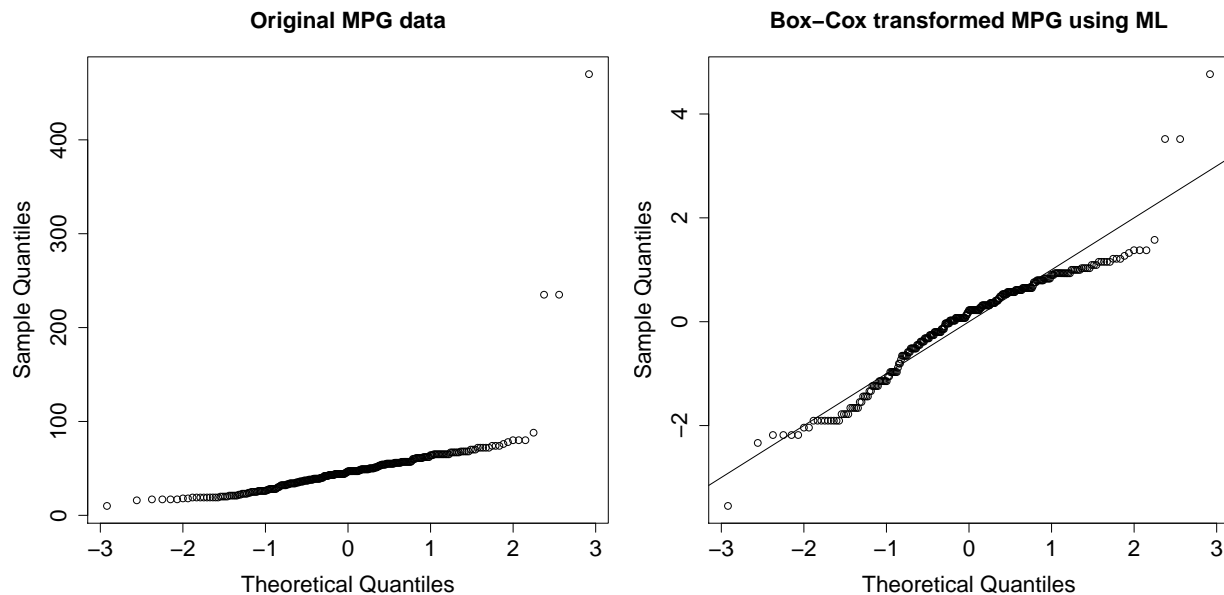 Original MPG data
400
300
200
100
0
Sample Quantiles
−3 −2 −1 0 1 2 3
Theoretical Quantiles
Box−Cox transformed MPG using ML
4
2
0
−2
Sample Quantiles
−3 −2 −1 0 1 2 3
Theoretical Quantiles